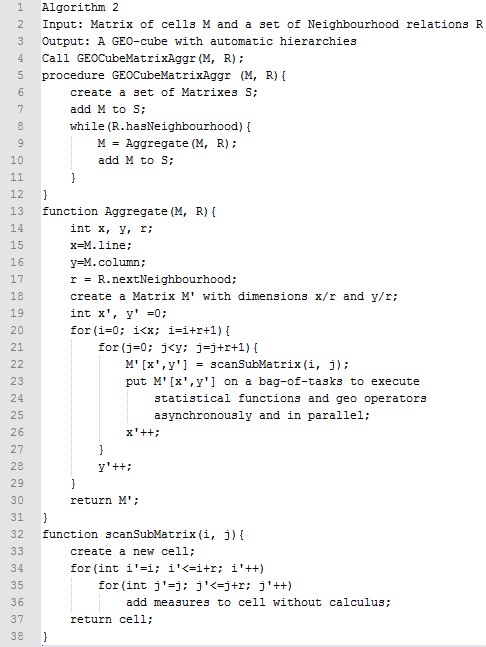 1 Algorithm 2
2 Input: Matrix of cells M and a set of Neighbourhood relations R
3 Output: A GEO-cube with automatic hierarchies
4 Call GEOCubeMatrixAggr(M, R);
5 procedure GEOCubeMatrixAggr (M, R){
6 create a set of Matrixes S;
7 add M to S;
8 while(R.hasNeighbourhood){
9 M = Aggregate(M, R);
10 add M to S;
11 }
12 }
13 function Aggregate(M, R){
14 int x, y, r;
15 x=M.line;
16 y=M.column;
17 r = R.nextNeighbourhood;
18 create a Matrix M' with dimensions x/r and y/r;
19 int x', y' =0;
20 for(i=0; i<x; i=i+r+1){
21 for(j=0; j<y; j=j+r+1){
22 M'[x',y'] = scanSubMatrix(i, j);
23 put M'[x',y'] on a bag-of-tasks to execute
24 statistical functions and geo operators
25 asynchronously and in parallel;
26 x'++;
27 }
28 y'++;
29 }
30 return M';
31 }
32 function scanSubMatrix(i, j){
33 create a new cell;
34 for(int i'=i; i'<=i+r; i'++)
35 for(int j'=j; j'<=j+r; j'++)
36 add measures to cell without calculus;
37 return cell;
38 }